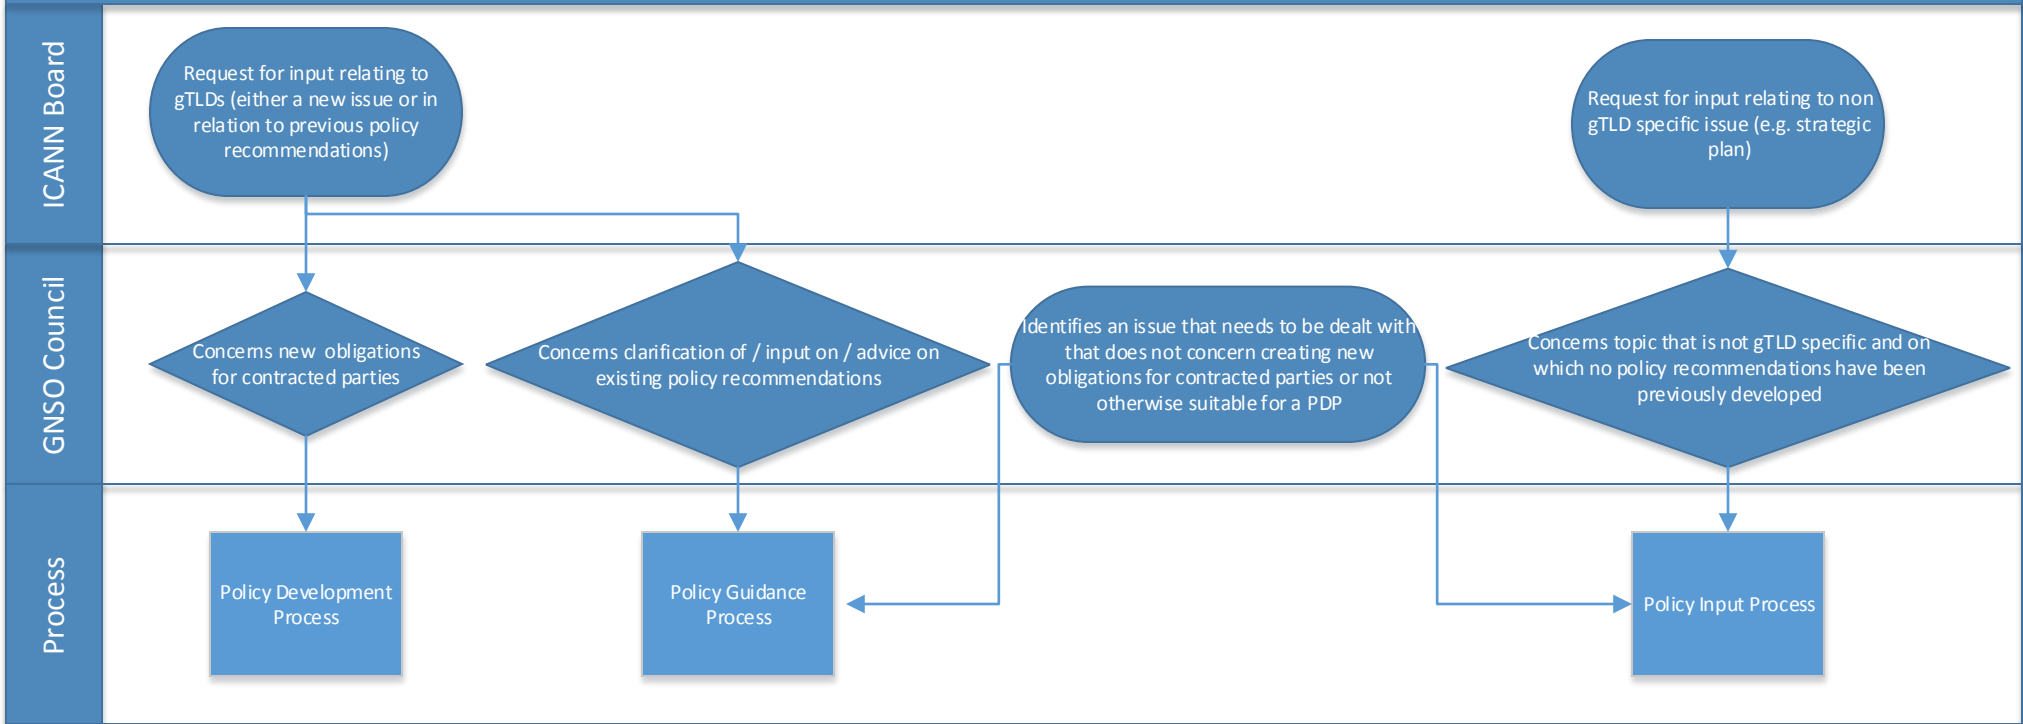 ICANN Board
Request for input relating to
gTLDs (either a new issue or in
relation to previous policy
recommendations)
Request for input relating to non
gTLD specific issue (e.g. strategic
plan)
GNSO Council
Concerns new obligations
for contracted parties
Concerns clarification of / input on / advice on
existing policy recommendations
Identifies an issue that needs to be dealt with
that does not concern creating new
obligations for contracted parties or not
otherwise suitable for a PDP
Concerns topic that is not gTLD specific and on
which no policy recommendations have been
previously developed
Process
Policy Development
Process
Policy Guidance
Process
Policy Input Process